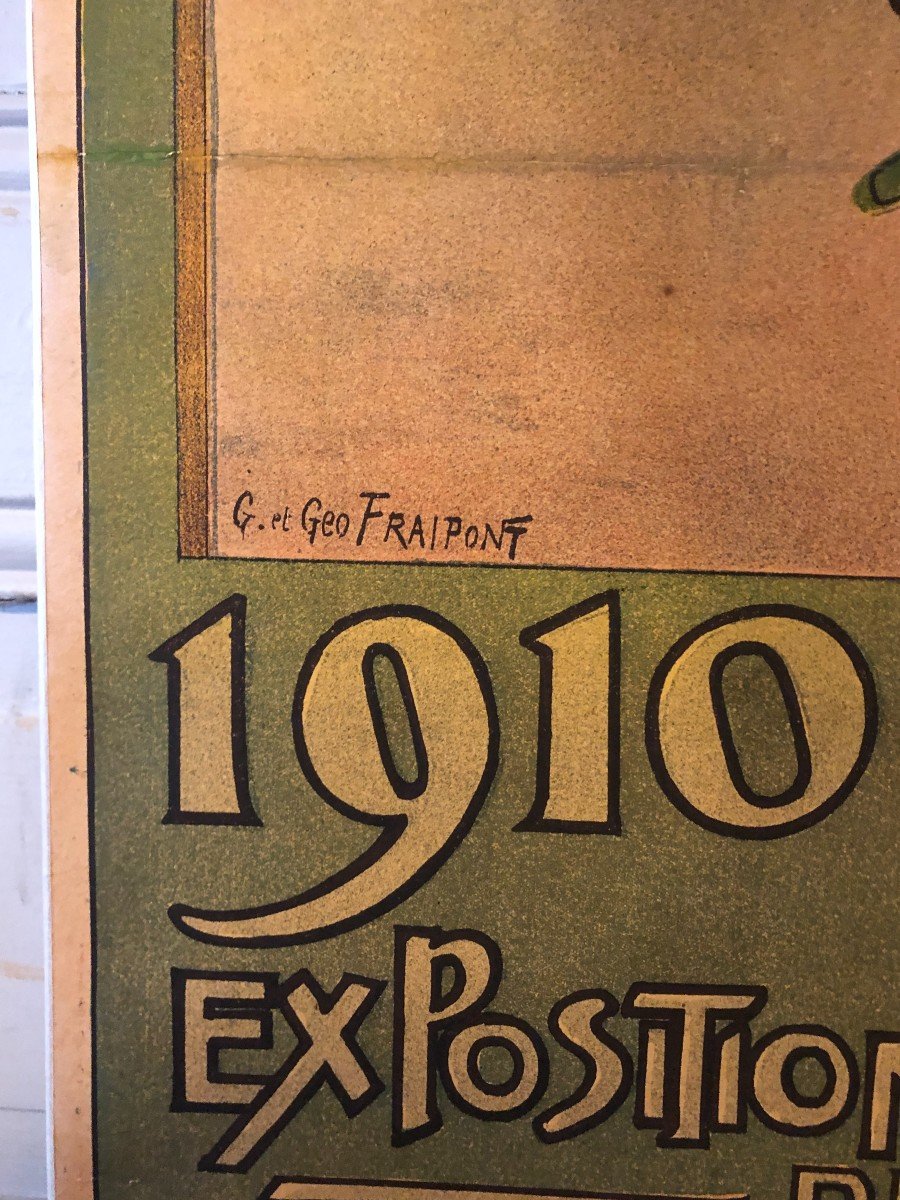 G. et Geo FRAIPONT
1910
EXPOSITION